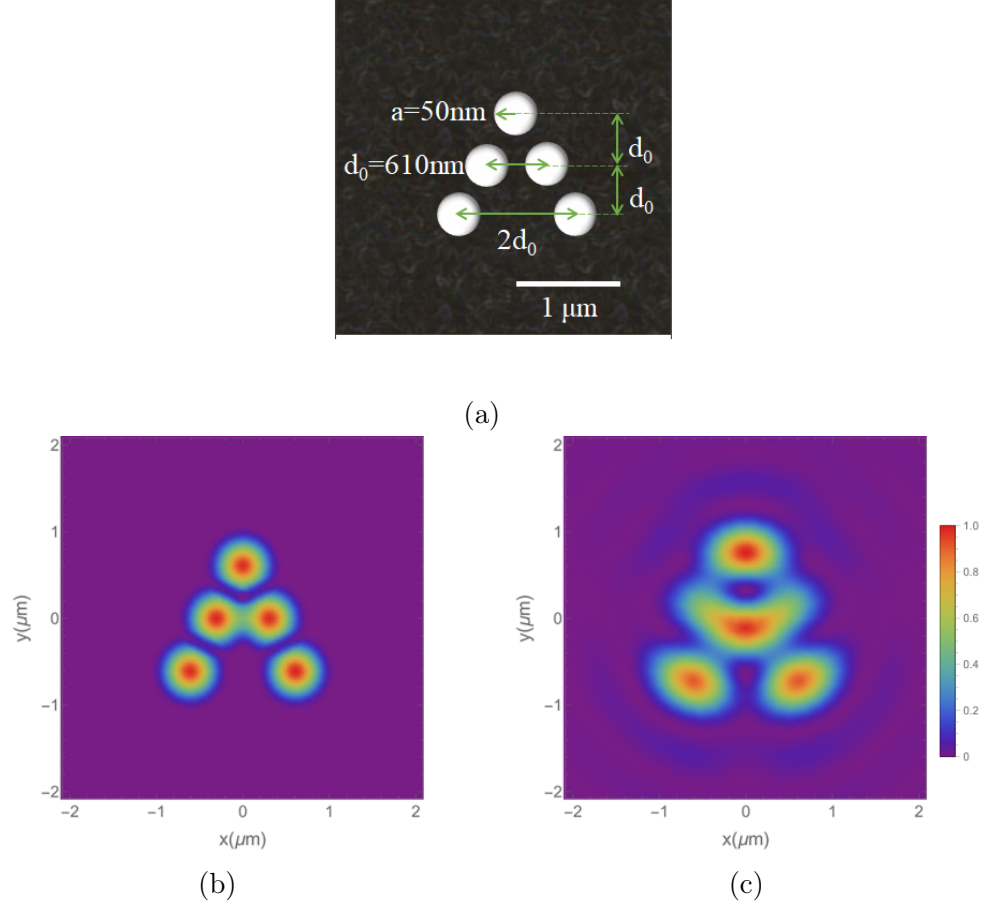 a=50nm
d₀
d₀=610nm
d₀
2d₀
1 μm
(a)
2
1
0
−1
−2
y(μm)
−2 −1 0 1 2
x(μm)
(b)
2
1
0
−1
−2
y(μm)
−2 −1 0 1 2
x(μm)
(c)
1.0
0.8
0.6
0.4
0.2
0